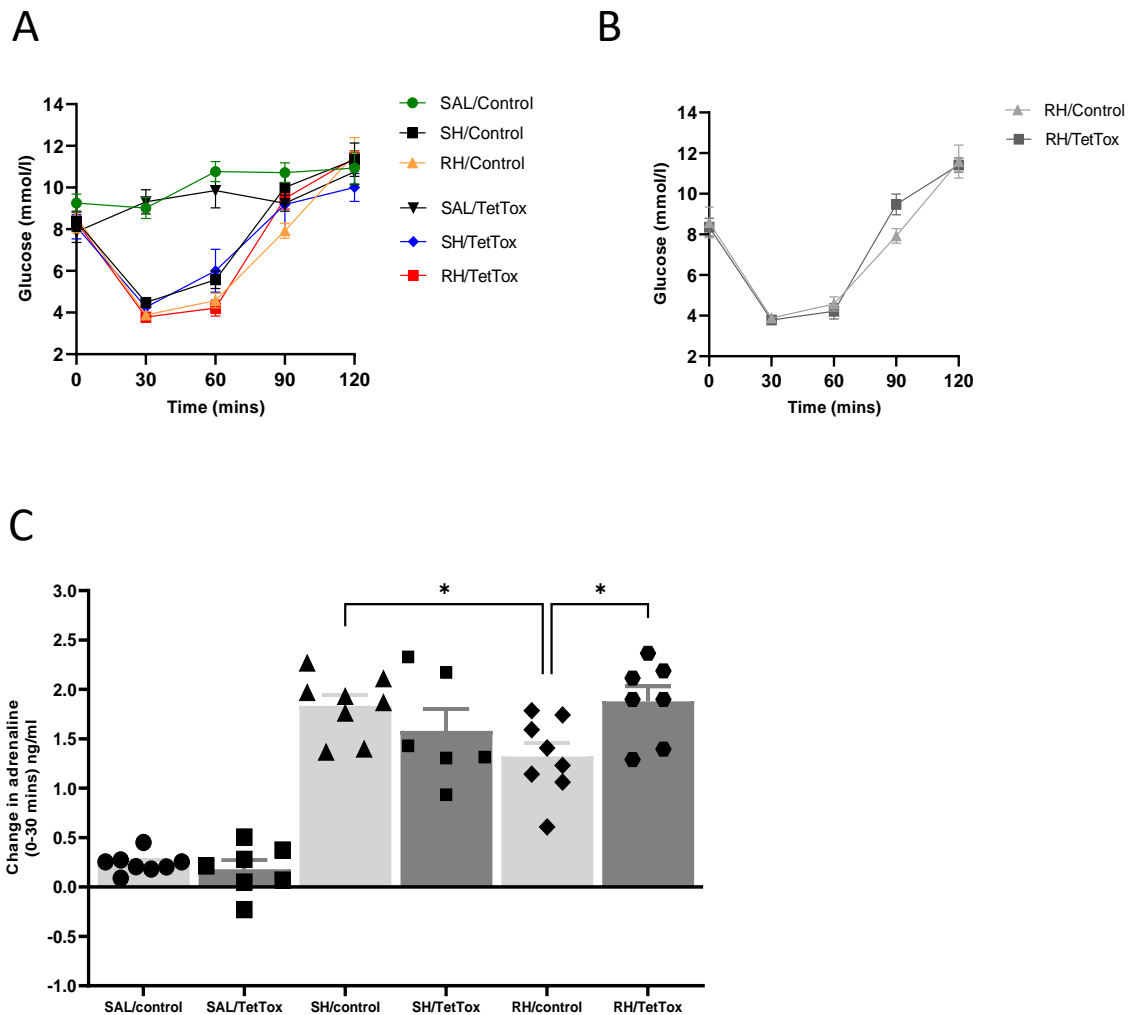 A
B
SAL/Control
SH/Control
RH/Control
SAL/TetTox
SH/TetTox
RH/TetTox
14
12
10
8
6
4
2
Glucose (mmol/l)
0
30
60
90
120
Time (mins)
RH/Control
RH/TetTox
14
12
10
8
6
4
2
Glucose (mmol/l)
0
30
60
90
120
Time (mins)
C
*
*
3.0
2.5
2.0
1.5
1.0
0.5
0.0
-0.5
-1.0
Change in adrenaline
(0-30 mins) ng/ml
SAL/control
SAL/TetTox
SH/control
SH/TetTox
RH/control
RH/TetTox